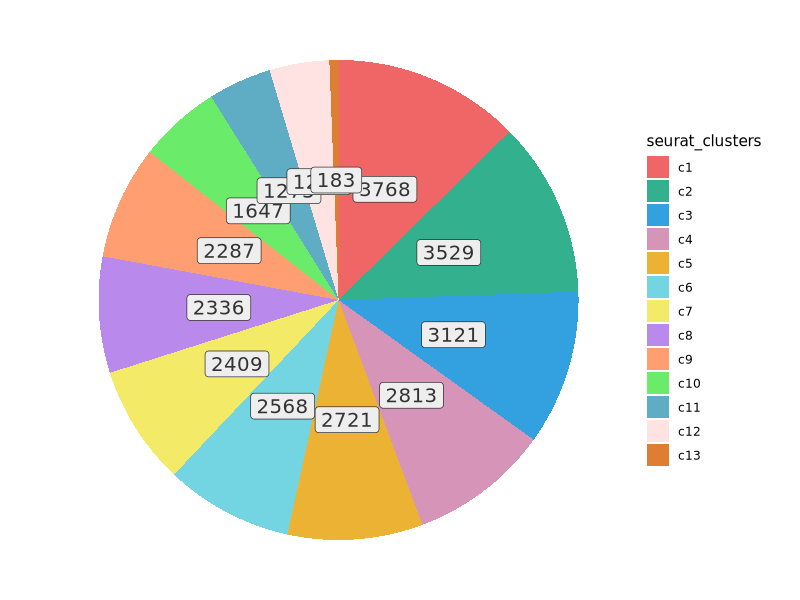 seurat_clusters
c1
c2
c3
c4
c5
c6
c7
c8
c9
c10
c11
c12
c13
183
3768
1647
3529
2287
2336
3121
2409
2813
2568
2721